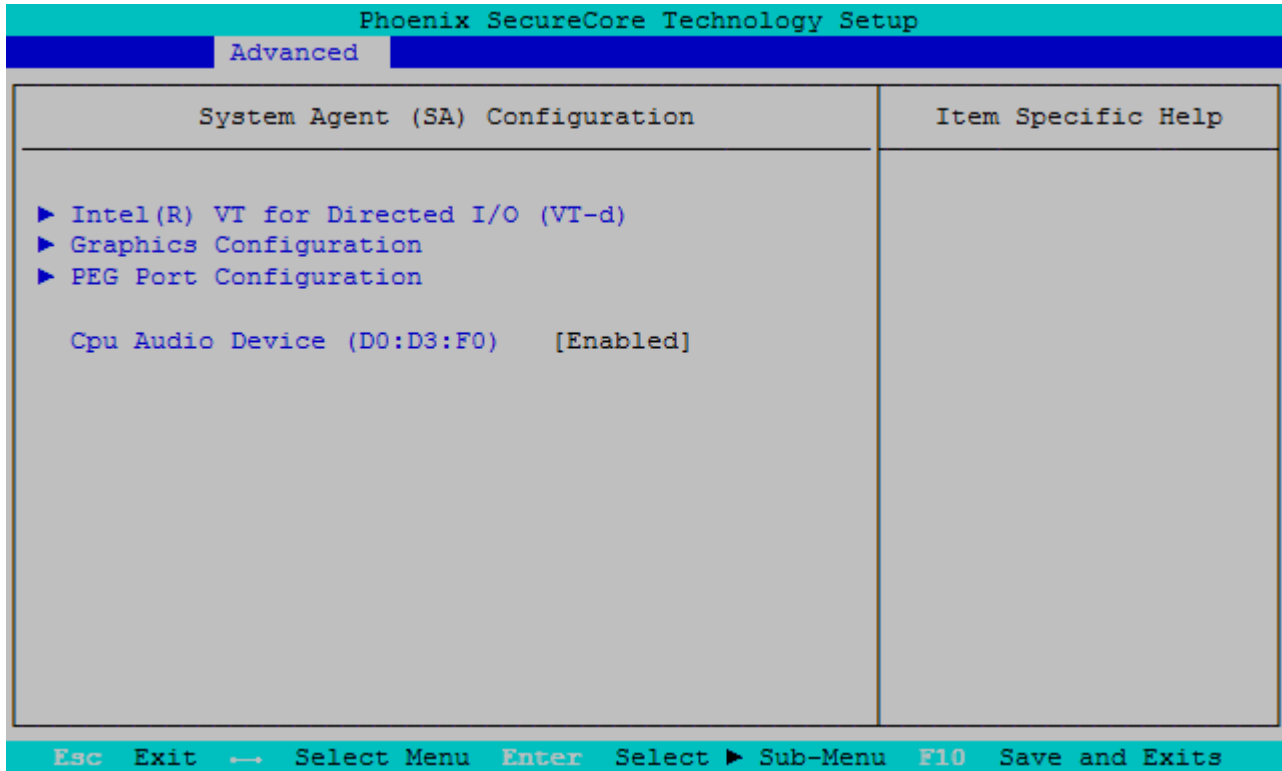 Phoenix SecureCore Technology Setup
Advanced
System Agent (SA) Configuration
Item Specific Help
► Intel(R) VT for Directed I/O (VT-d)
► Graphics Configuration
► PEG Port Configuration
Cpu Audio Device (D0:D3:F0) [Enabled]
Esc Exit ←→ Select Menu Enter Select ► Sub-Menu F10 Save and Exits